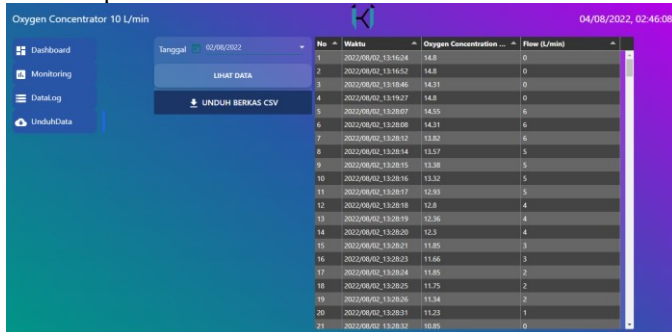 Oxygen Concentrator 10 L/min
04/08/2022, 02:46:08
Dashboard
Monitoring
DataLog
UnduhData
Tanggal 02/08/2022
LIHAT DATA
UNDUH BERKAS CSV
No Waktu Oxygen Concentration ... Flow (L/min)
1 2022/08/02_13:16:24 14.8 0
2 2022/08/02_13:16:52 14.8 0
3 2022/08/02_13:18:46 14.31 0
4 2022/08/02_13:19:27 14.8 0
5 2022/08/02_13:28:07 14.55 6
6 2022/08/02_13:28:08 14.31 6
7 2022/08/02_13:28:12 13.82 6
8 2022/08/02_13:28:14 13.57 5
9 2022/08/02_13:28:15 13.38 5
10 2022/08/02_13:28:16 13.32 5
11 2022/08/02_13:28:17 12.93 5
12 2022/08/02_13:28:18 12.8 4
13 2022/08/02_13:28:19 12.36 4
14 2022/08/02_13:28:20 12.3 4
15 2022/08/02_13:28:21 11.85 3
16 2022/08/02_13:28:23 11.66 3
17 2022/08/02_13:28:24 11.85 2
18 2022/08/02_13:28:25 11.75 2
19 2022/08/02_13:28:26 11.34 2
20 2022/08/02_13:28:31 11.23 1
21 2022/08/02_13:28:32 10.85 0